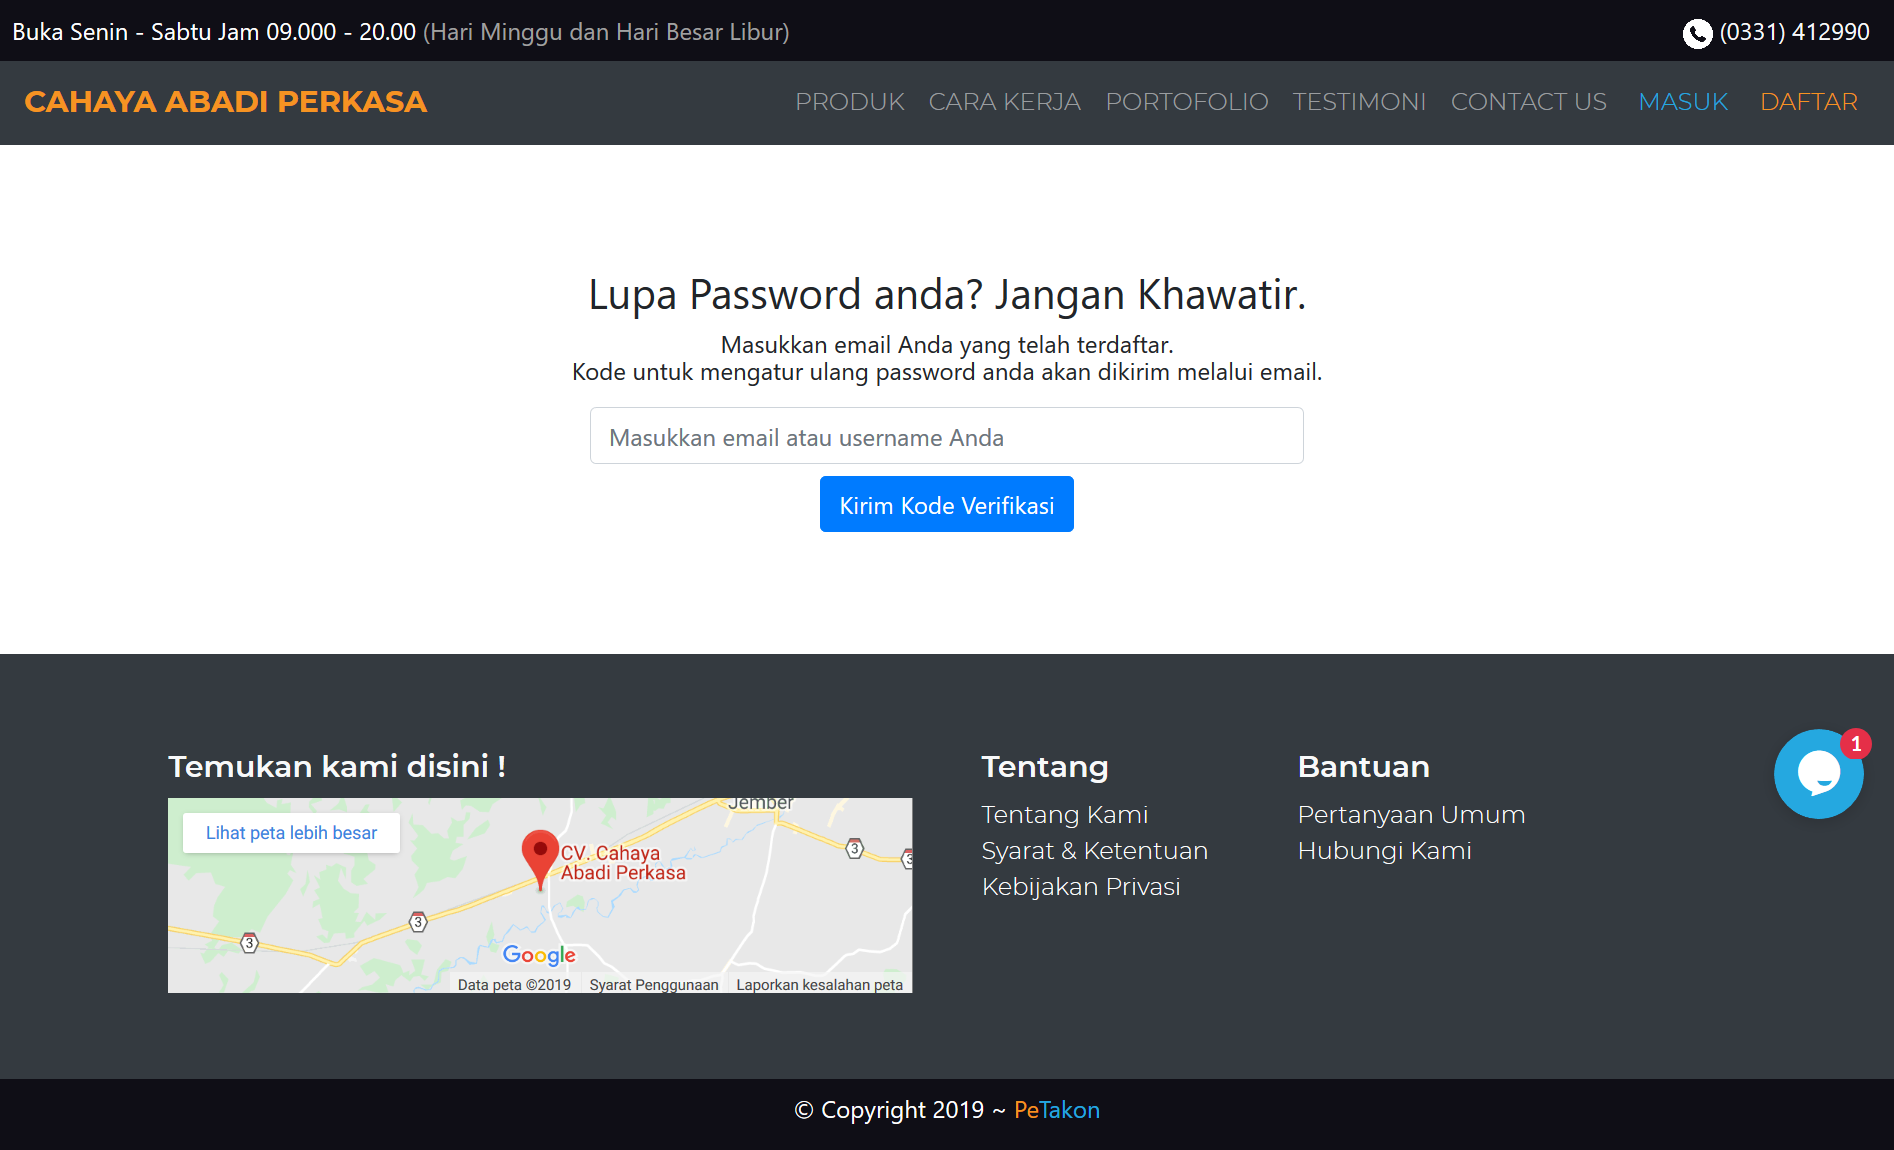 Buka Senin - Sabtu Jam 09.000 - 20.00 (Hari Minggu dan Hari Besar Libur)
(0331) 412990
CAHAYA ABADI PERKASA
PRODUK CARA KERJA PORTOFOLIO TESTIMONI CONTACT US MASUK DAFTAR
Lupa Password anda? Jangan Khawatir.
Masukkan email Anda yang telah terdaftar.
Kode untuk mengatur ulang password anda akan dikirim melalui email.
Masukkan email atau username Anda
Kirim Kode Verifikasi
Temukan kami disini !
Lihat peta lebih besar
Jember
CV. Cahaya
Abadi Perkasa
3
3
3
3
Google
Data peta ©2019 Syarat Penggunaan Laporkan kesalahan peta
Tentang
Tentang Kami
Syarat & Ketentuan
Kebijakan Privasi
Bantuan
Pertanyaan Umum
Hubungi Kami
1
© Copyright 2019 ~ PeTakon